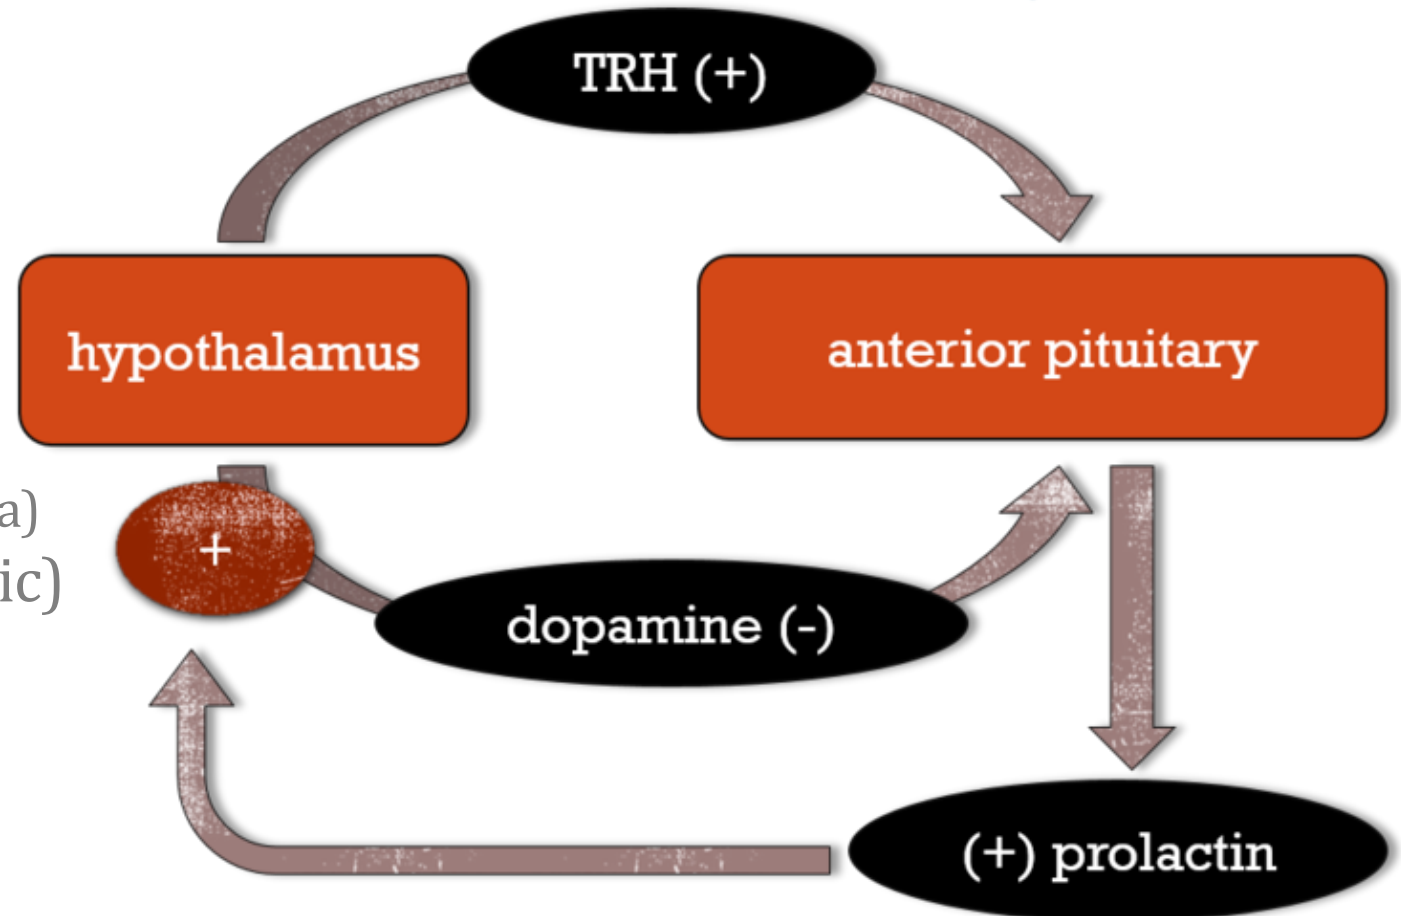 TRH (+)
hypothalamus
anterior pituitary
a)
+
ic)
dopamine (-)
(+) prolactin